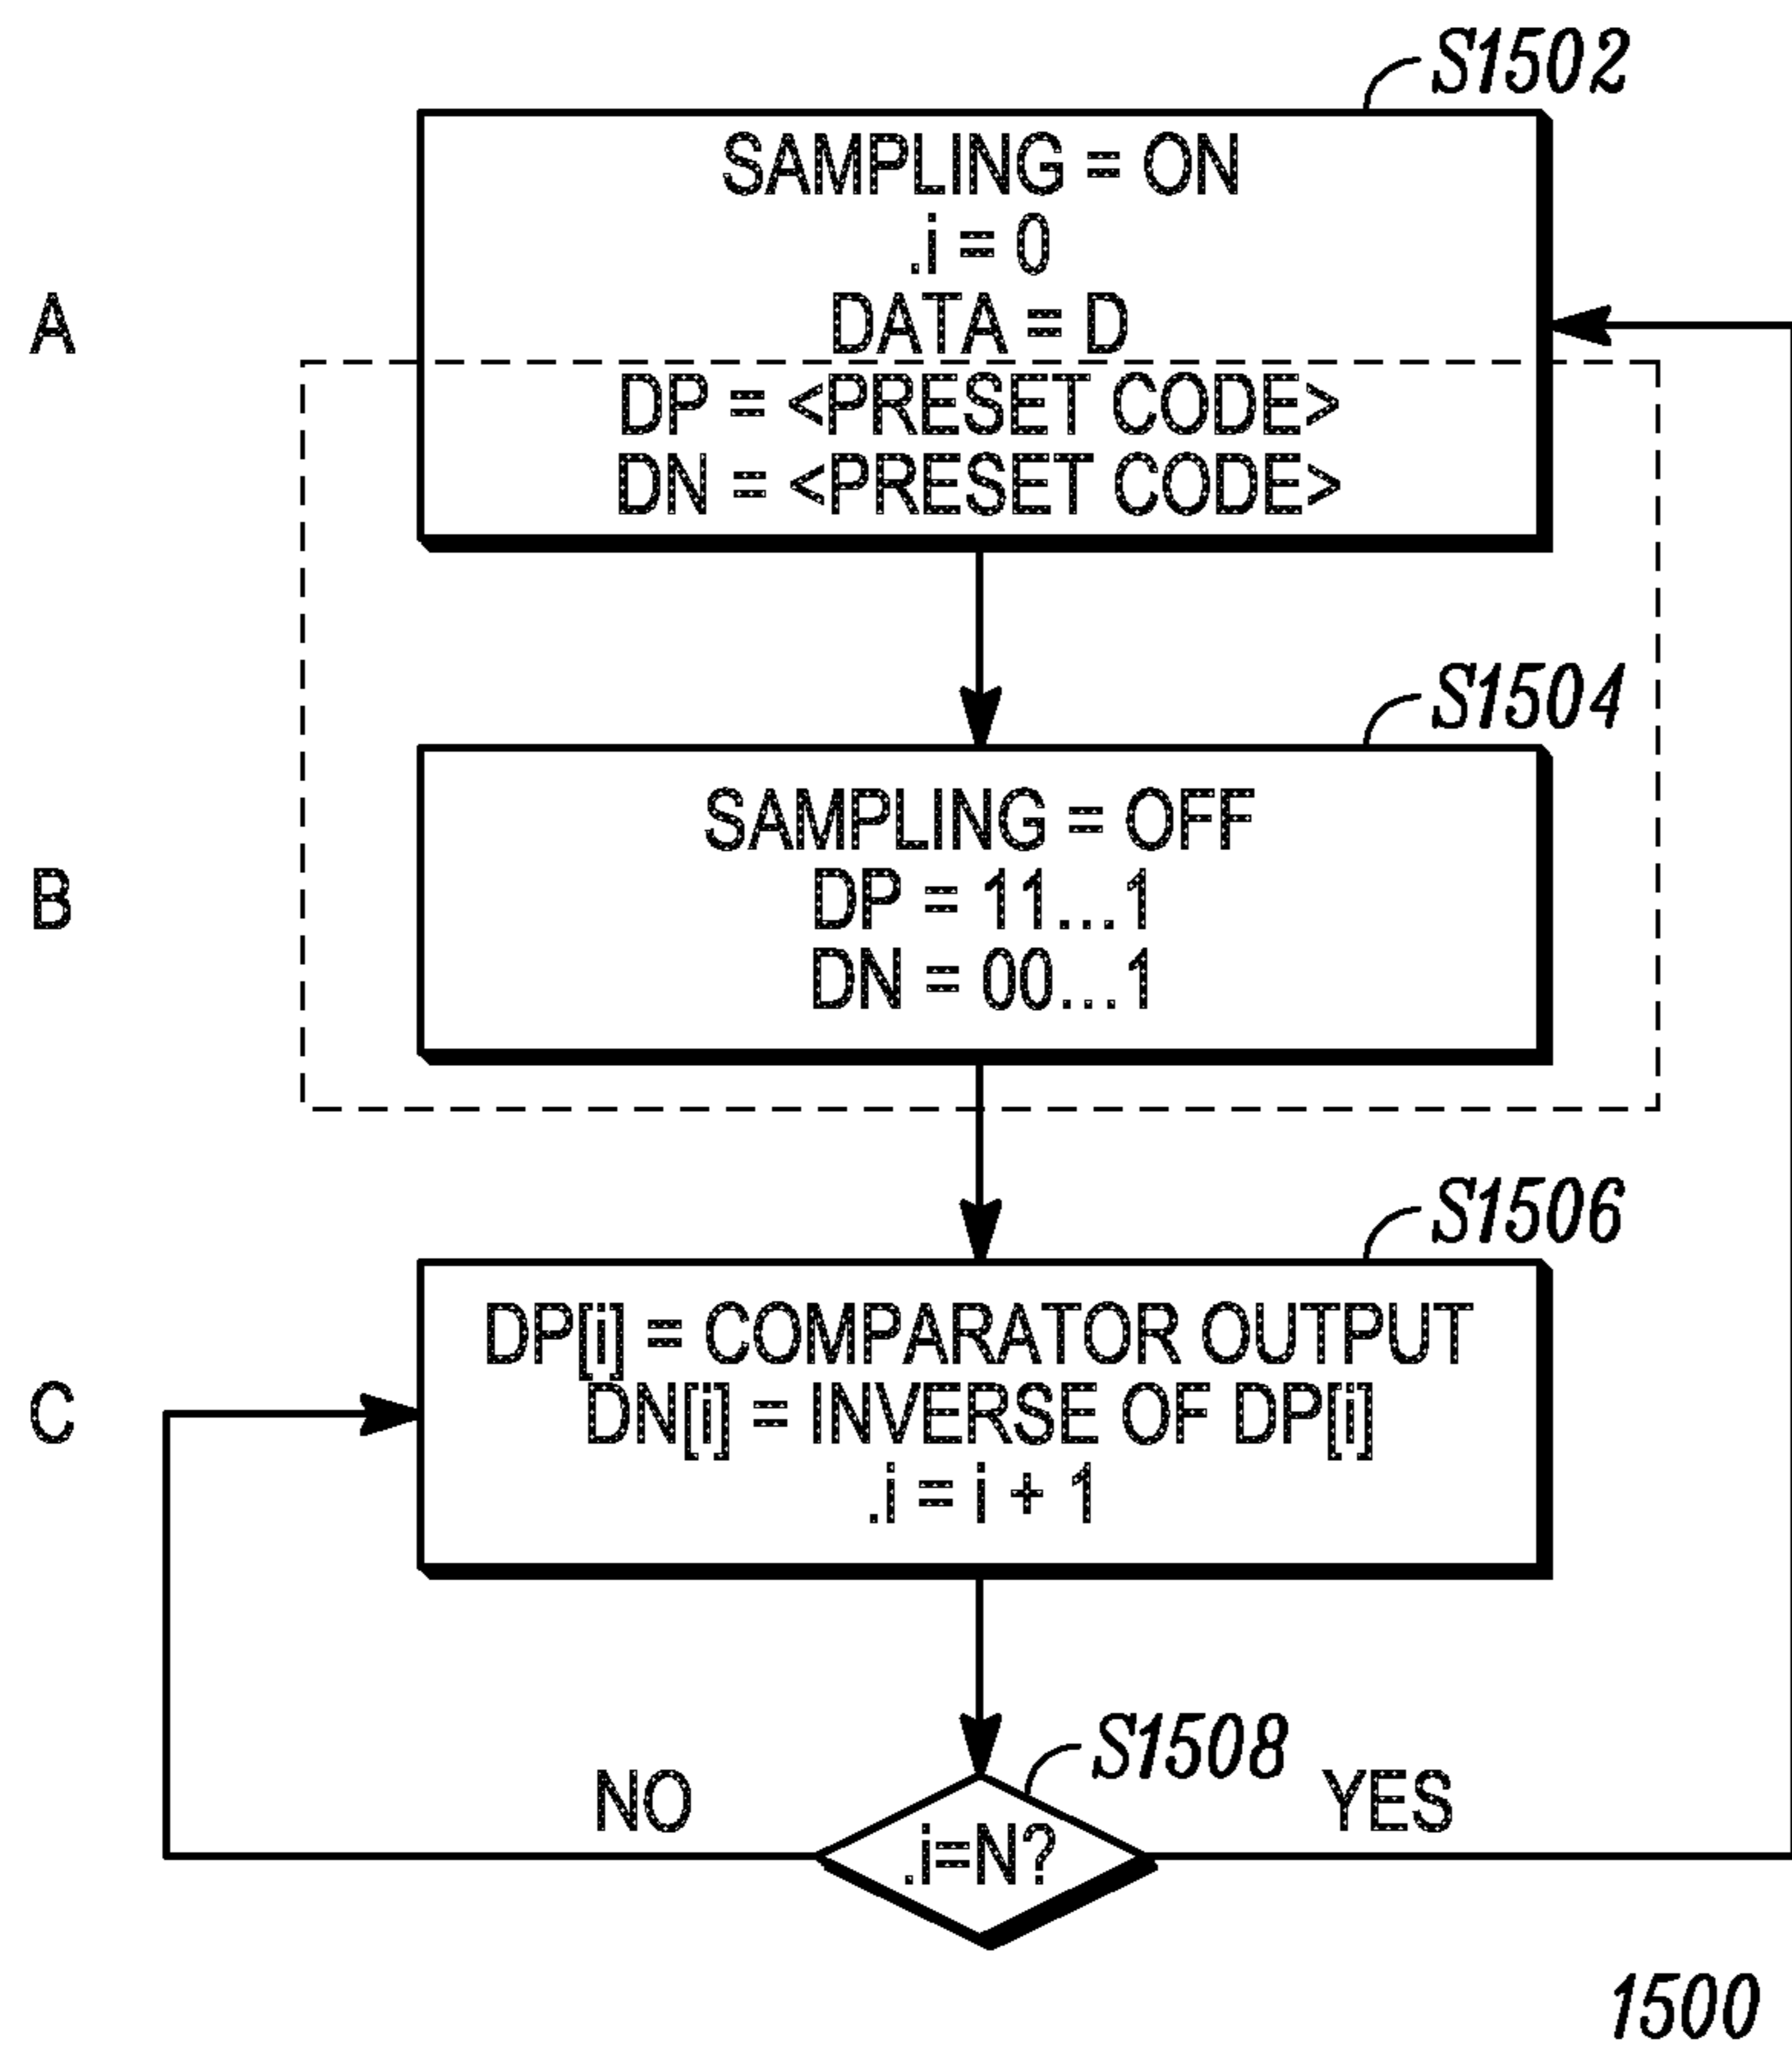 S1502
SAMPLING = ON
.i = 0
DATA = D
A
DP = <PRESET CODE>
DN = <PRESET CODE>
S1504
SAMPLING = OFF
B
DP = 11...1
DN = 00...1
S1506
DP[i] = COMPARATOR OUTPUT
C
DN[i] = INVERSE OF DP[i]
.i = i + 1
S1508
NO
YES
.i=N?
1500